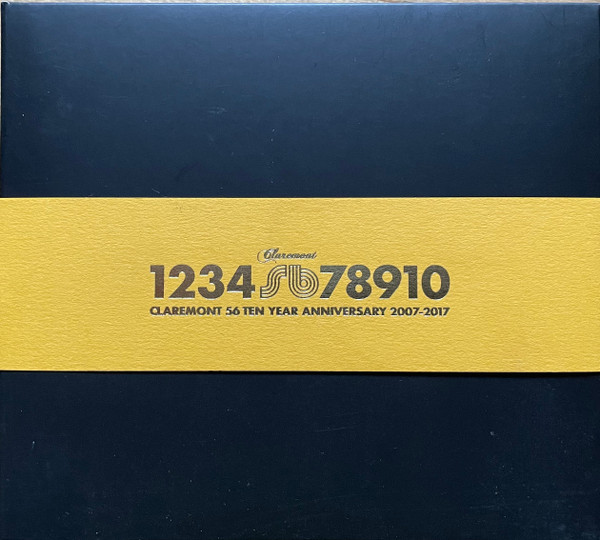 Claremont
12345678910
CLAREMONT 56 TEN YEAR ANNIVERSARY 2007-2017